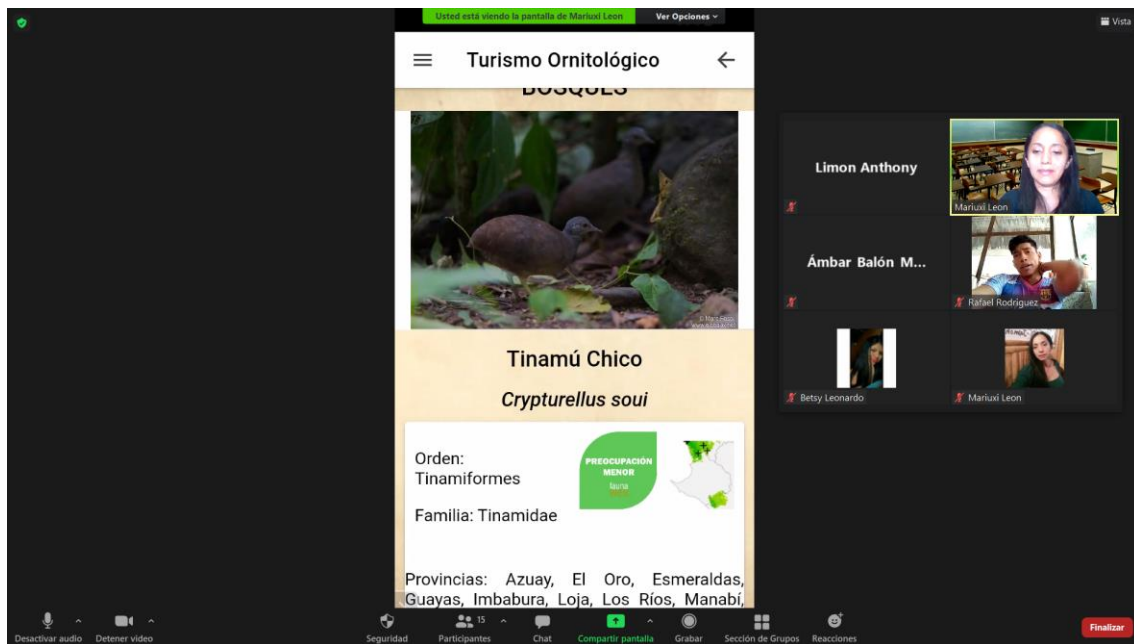 Usted está viendo la pantalla de Mariuxi Leon
Ver Opciones
Vista
Turismo Ornitológico
BOSQUES
Tinamú Chico
Crypturellus soui
Orden:
Tinamiformes
PREOCUPACIÓN
MENOR
fauna
Familia: Tinamidae
Provincias: Azuay, El Oro, Esmeraldas,
Guayas, Imbabura, Loja, Los Ríos, Manabí,
Limon Anthony
Mariuxi Leon
Ámbar Balón M...
Rafael Rodríguez
Betsy Leonardo
Mariuxi Leon
Desactivar audio
Detener video
Seguridad
Participantes
15
Chat
Compartir pantalla
Grabar
Sección de Grupos
Reacciones
Finalizar